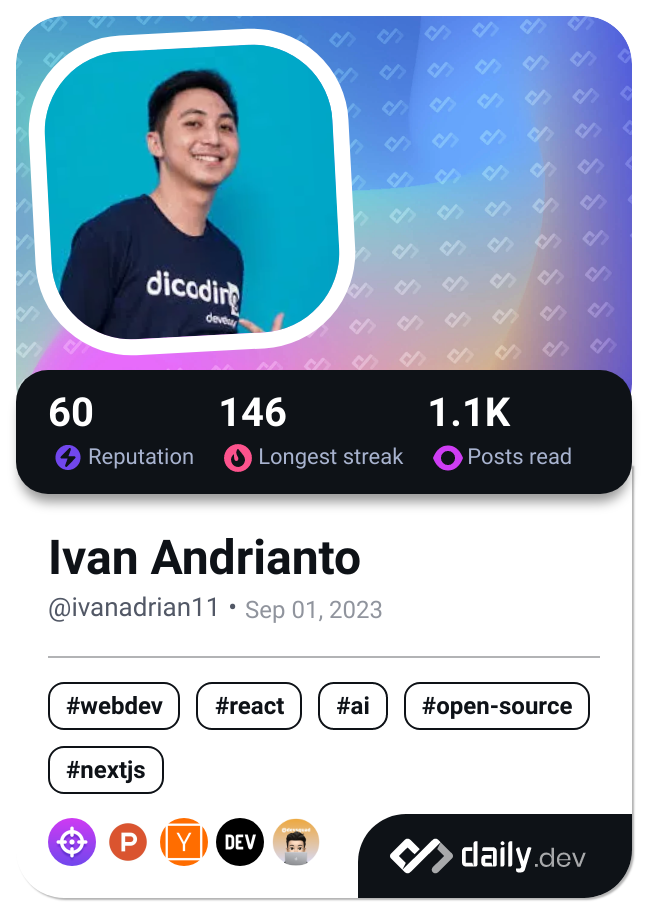 dicoding
60
146
1.1K
Reputation
Longest streak
Posts read
Ivan Andrianto
@ivanadrian11 • Sep 01, 2023
#webdev
#react
#ai
#open-source
#nextjs
P
Y
DEV
daily.dev